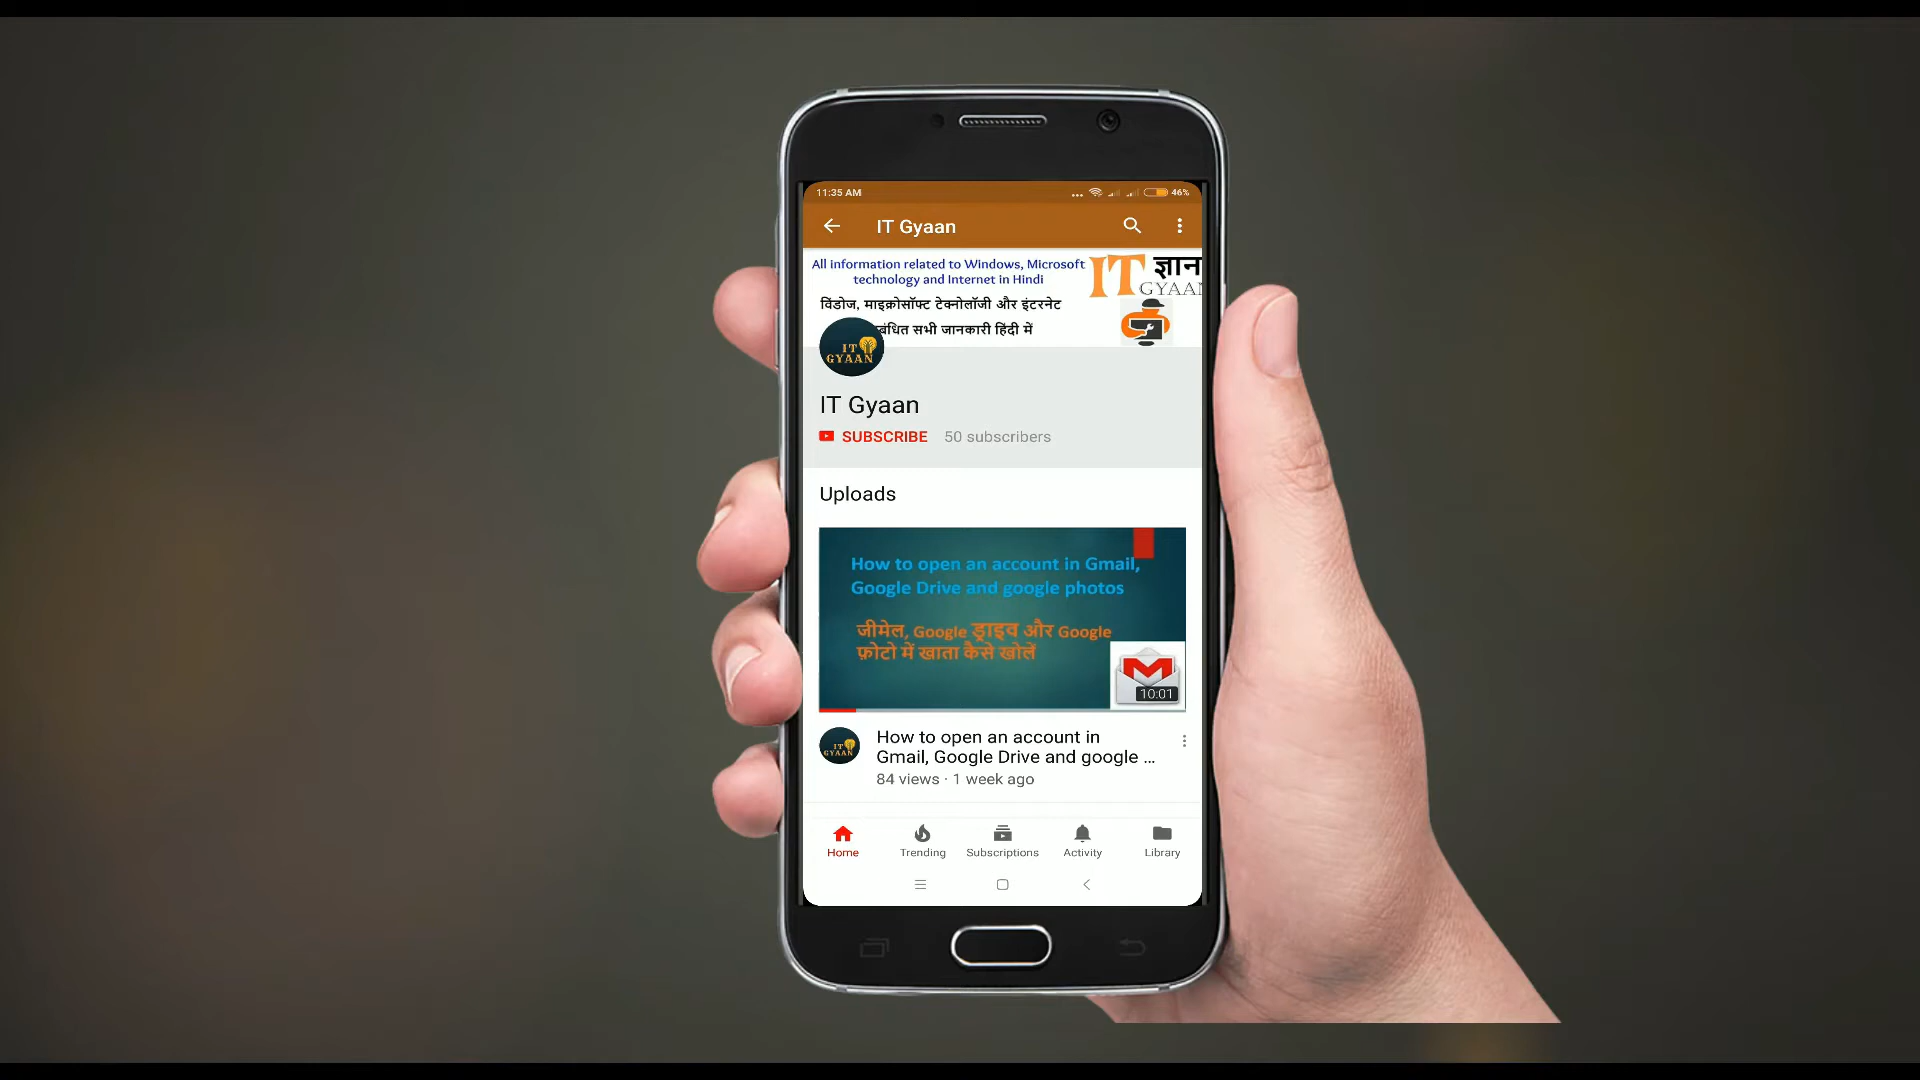 11:35 AM
46%
IT Gyaan
All information related to Windows, Microsoft
technology and Internet in Hindi
IT ज्ञान
विंडोज, माइक्रोसॉफ्ट टेक्नोलॉजी और इंटरनेट
सभी जानकारी हिंदी में
IT
GYAAN
IT Gyaan
SUBSCRIBE 50 subscribers
Uploads
How to open an account in Gmail,
Google Drive and google photos
जीमेल, Google ड्राइव और Google
फ़ोटो में खाता कैसे खोलें
10:01
IT
GYAAN
How to open an account in
Gmail, Google Drive and google ...
84 views · 1 week ago
Home Trending Subscriptions Activity Library